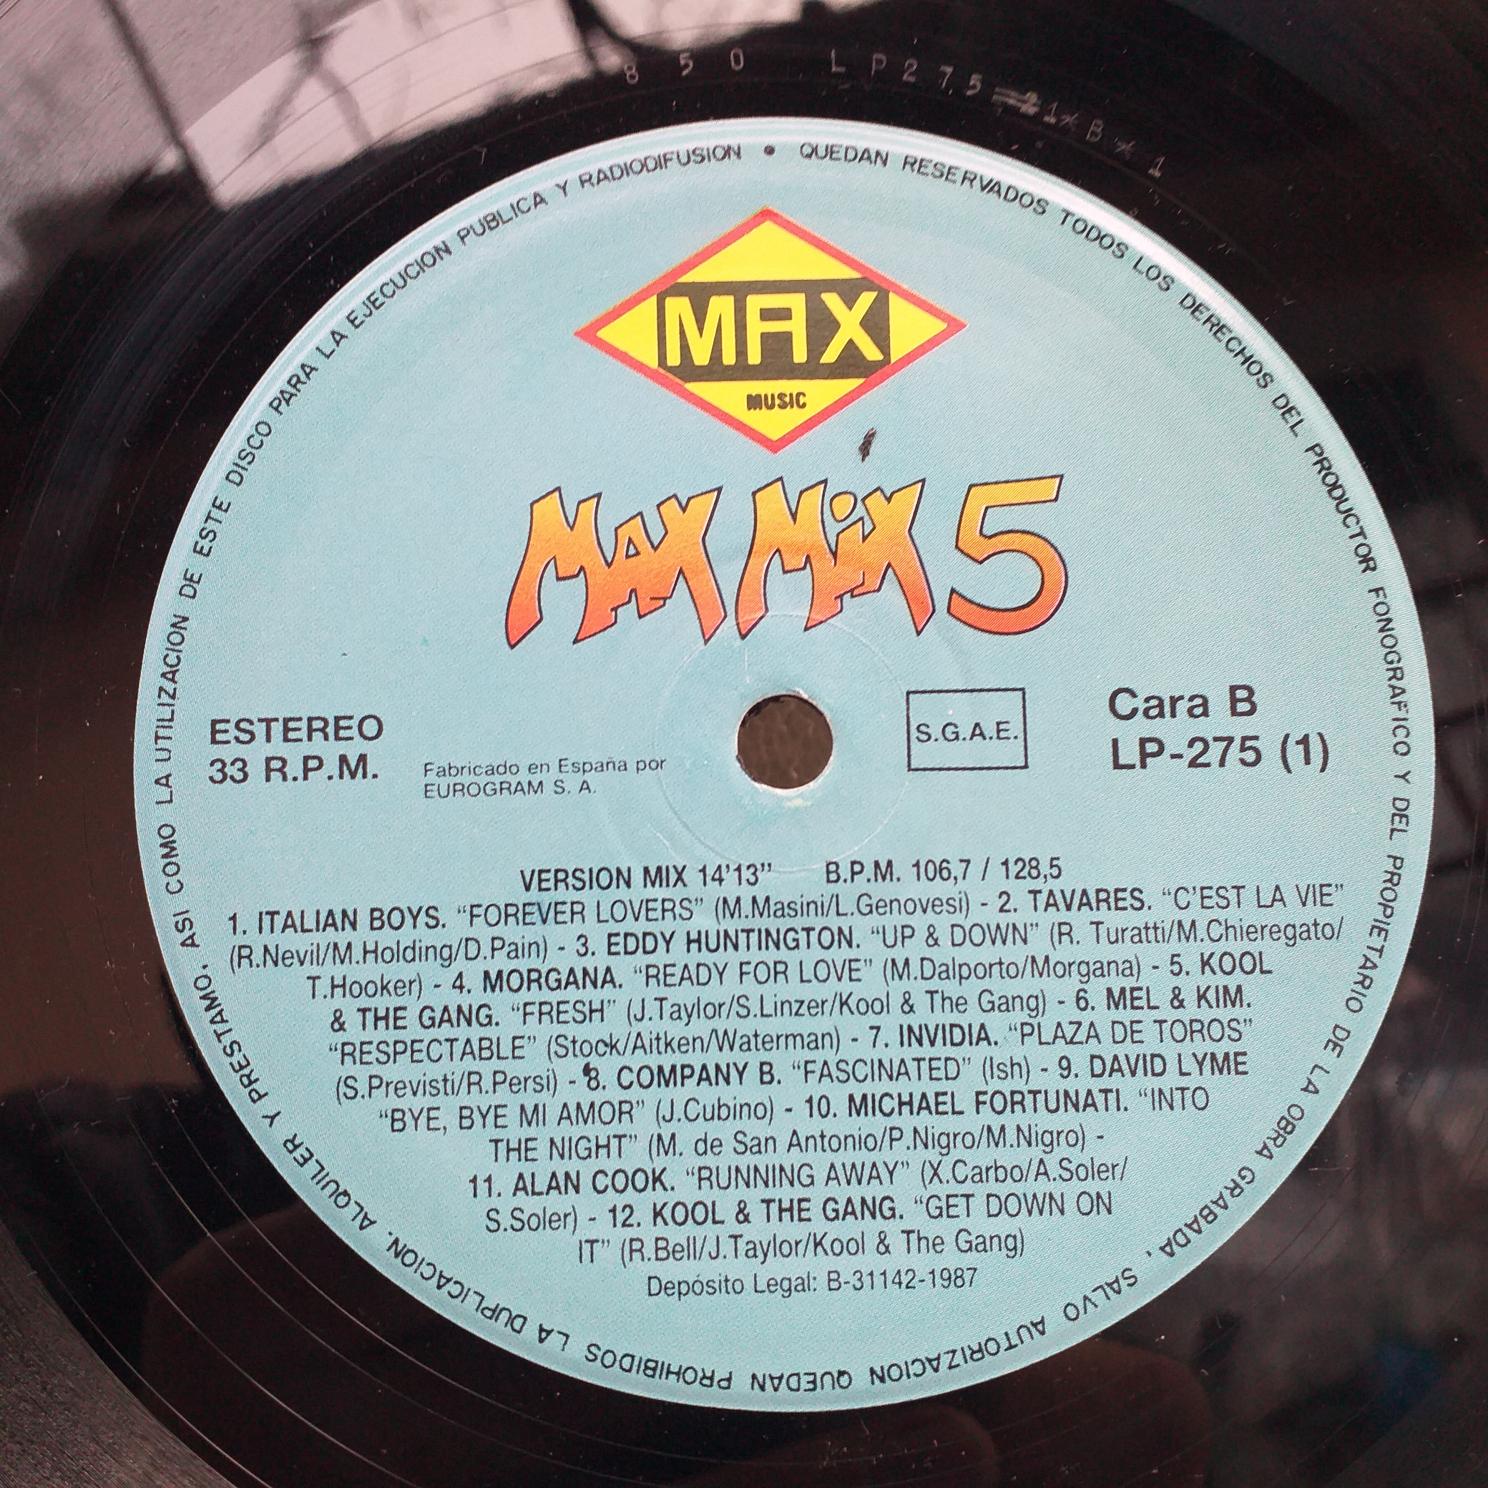 850 LP275 21×B×1
QUEDAN RESERVADOS TODOS LOS DERECHOS DEL PRODUCTOR FONOGRAFICO Y DEL PROPIETARIO DE LA OBRA GRABADA, SALVO AUTORIZACION QUEDAN PROHIBIDOS LA DUPLICACION, ALQUILER Y PRESTAMO, ASI COMO LA UTILIZACION DE ESTE DISCO PARA LA EJECUCION PUBLICA Y RADIODIFUSION •
MAX
MUSIC
MAX MiX 5
ESTEREO
33 R.P.M.
Fabricado en España por
EUROGRAM S. A.
S.G.A.E.
Cara B
LP-275 (1)
VERSION MIX 14'13” B.P.M. 106,7 / 128,5
1. ITALIAN BOYS. “FOREVER LOVERS” (M.Masini/L.Genovesi) - 2. TAVARES. “C'EST LA VIE”
(R.Nevil/M.Holding/D.Pain) - 3. EDDY HUNTINGTON. “UP & DOWN” (R. Turatti/M.Chieregato/
T.Hooker) - 4. MORGANA. “READY FOR LOVE” (M.Dalporto/Morgana) - 5. KOOL
& THE GANG. “FRESH” (J.Taylor/S.Linzer/Kool & The Gang) - 6. MEL & KIM.
“RESPECTABLE” (Stock/Aitken/Waterman) - 7. INVIDIA. “PLAZA DE TOROS”
(S.Previsti/R.Persi) - 8. COMPANY B. “FASCINATED” (Ish) - 9. DAVID LYME
“BYE, BYE MI AMOR” (J.Cubino) - 10. MICHAEL FORTUNATI. “INTO
THE NIGHT” (M. de San Antonio/P.Nigro/M.Nigro) -
11. ALAN COOK. “RUNNING AWAY” (X.Carbo/A.Soler/
S.Soler) - 12. KOOL & THE GANG. “GET DOWN ON
IT” (R.Bell/J.Taylor/Kool & The Gang)
Depósito Legal: B-31142-1987